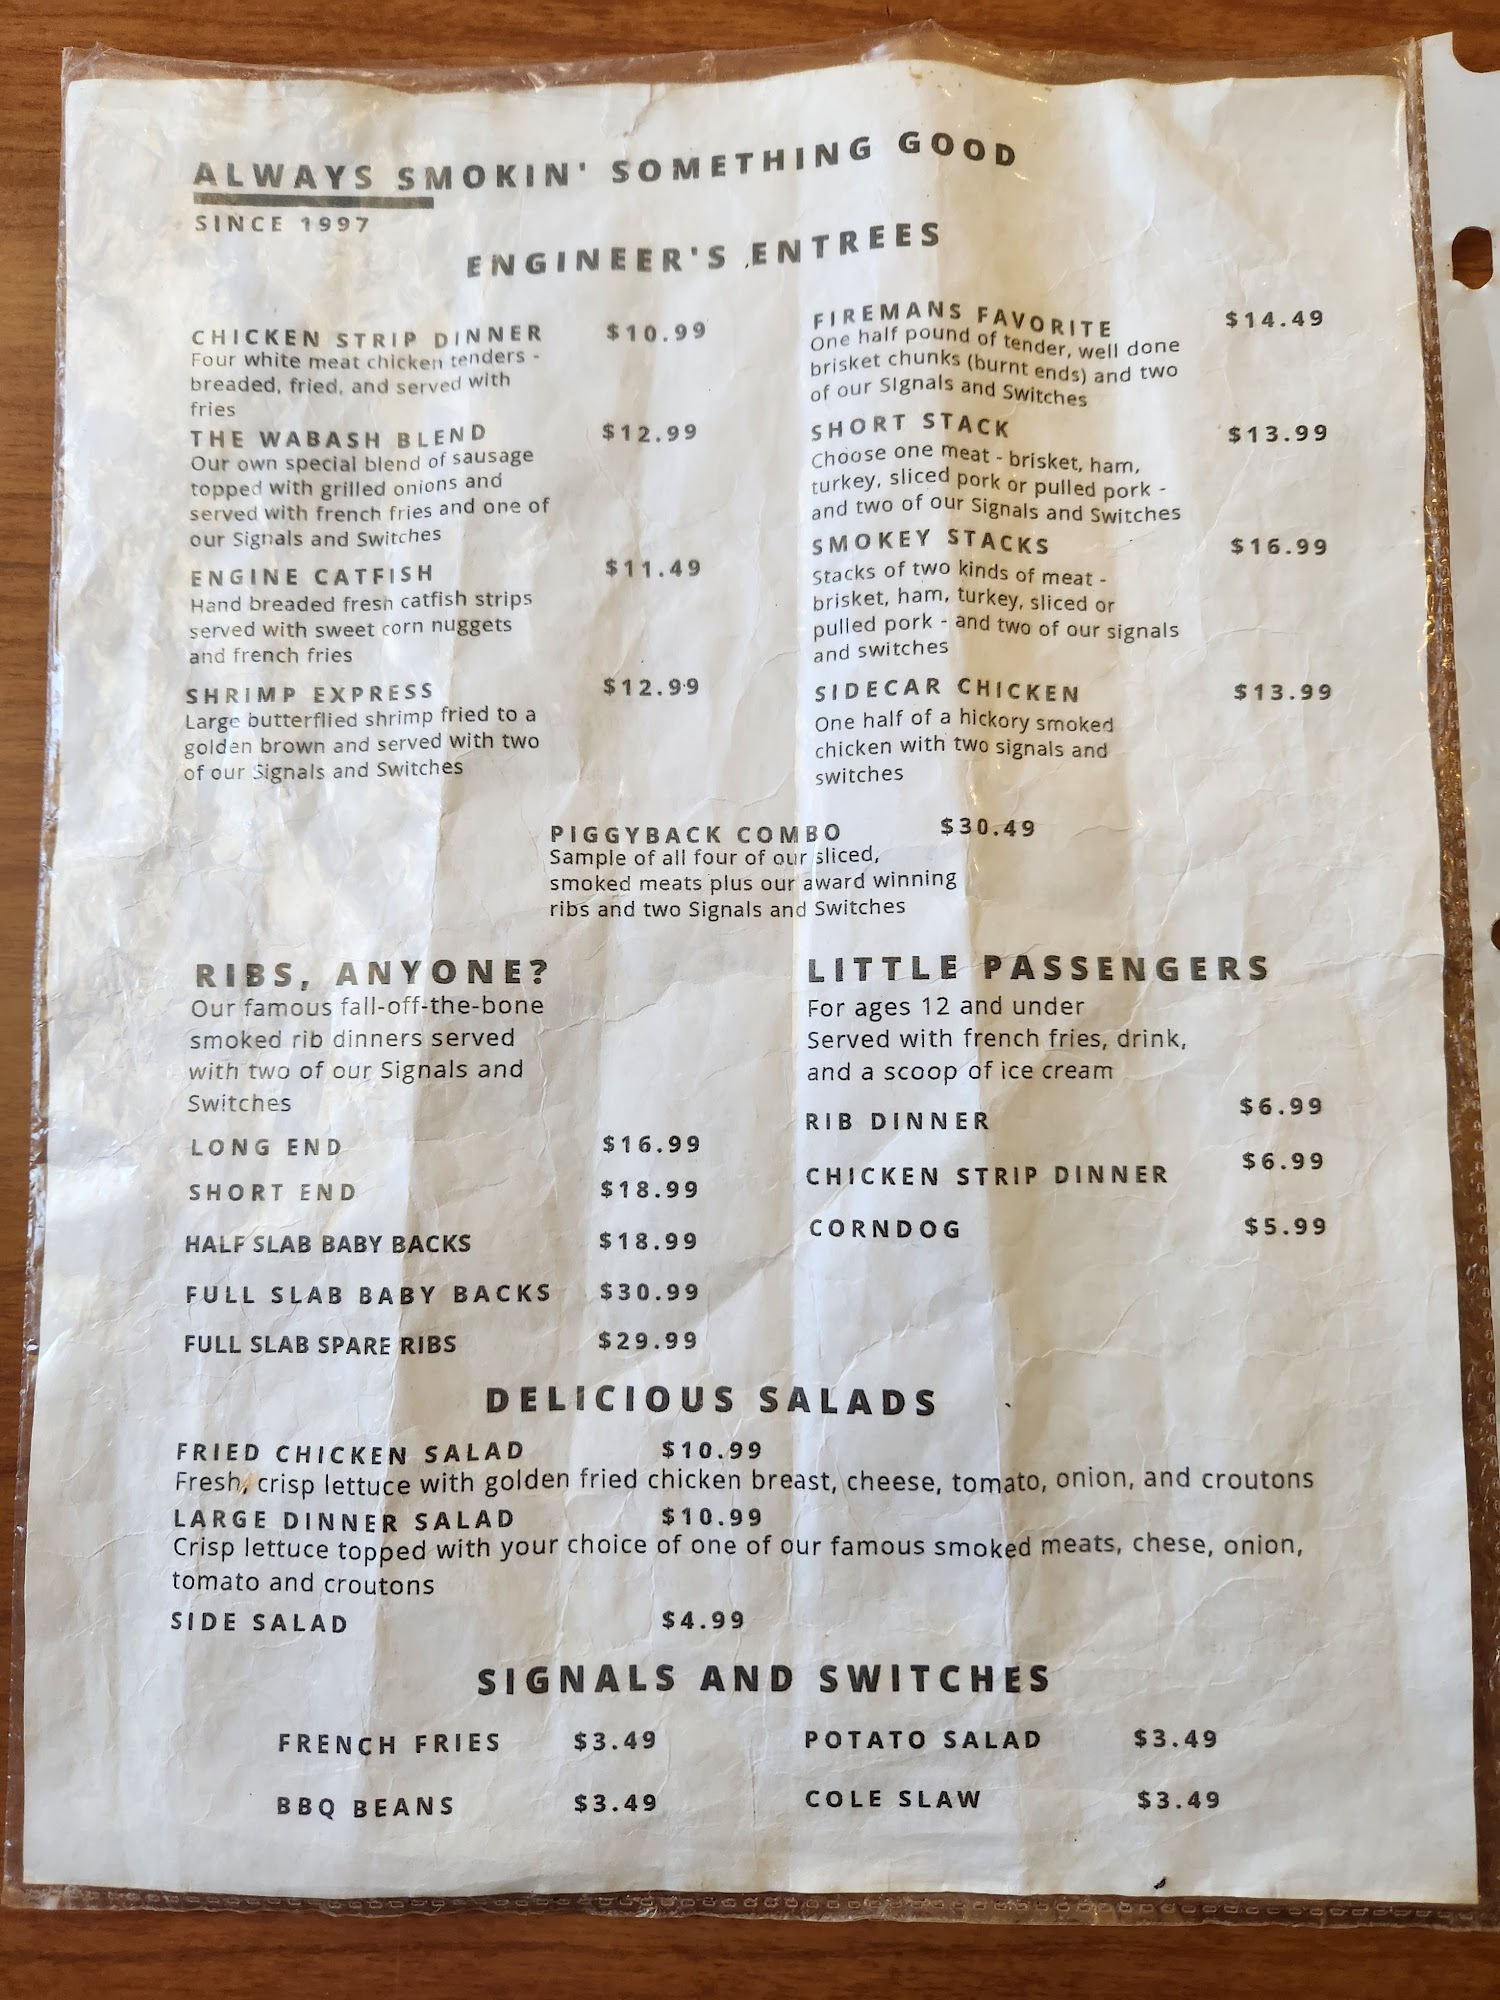 ALWAYS SMOKIN' SOMETHING GOOD
SINCE 1997
ENGINEER'S ENTREES
CHICKEN STRIP DINNER $10.99
Four white meat chicken tenders -
breaded, fried, and served with
fries
THE WABASH BLEND $12.99
Our own special blend of sausage
topped with grilled onions and
served with french fries and one of
our Signals and Switches
ENGINE CATFISH $11.49
Hand breaded fresh catfish strips
served with sweet corn nuggets
and french fries
SHRIMP EXPRESS $12.99
Large butterflied shrimp fried to a
golden brown and served with two
of our Signals and Switches
FIREMANS FAVORITE $14.49
One half pound of tender, well done
brisket chunks (burnt ends) and two
of our SIgnals and Switches
SHORT STACK $13.99
Choose one meat - brisket, ham,
turkey, sliced pork or pulled pork -
and two of our Signals and Switches
SMOKEY STACKS $16.99
Stacks of two kinds of meat -
brisket, ham, turkey, sliced or
pulled pork - and two of our signals
and switches
SIDECAR CHICKEN $13.99
One half of a hickory smoked
chicken with two signals and
switches
PIGGYBACK COMBO $30.49
Sample of all four of our sliced,
smoked meats plus our award winning
ribs and two Signals and Switches
RIBS, ANYONE?
Our famous fall-off-the-bone
smoked rib dinners served
with two of our Signals and
Switches
LONG END $16.99
SHORT END $18.99
HALF SLAB BABY BACKS $18.99
FULL SLAB BABY BACKS $30.99
FULL SLAB SPARE RIBS $29.99
LITTLE PASSENGERS
For ages 12 and under
Served with french fries, drink,
and a scoop of ice cream
RIB DINNER $6.99
CHICKEN STRIP DINNER $6.99
CORNDOG $5.99
DELICIOUS SALADS
FRIED CHICKEN SALAD $10.99
Fresh, crisp lettuce with golden fried chicken breast, cheese, tomato, onion, and croutons
LARGE DINNER SALAD $10.99
Crisp lettuce topped with your choice of one of our famous smoked meats, chese, onion,
tomato and croutons
SIDE SALAD $4.99
SIGNALS AND SWITCHES
FRENCH FRIES $3.49
BBQ BEANS $3.49
POTATO SALAD $3.49
COLE SLAW $3.49